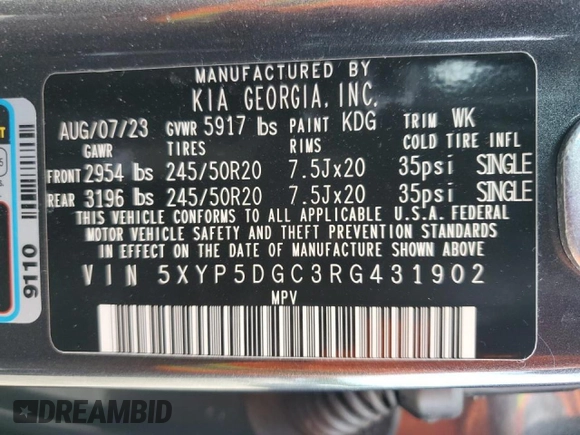 MANUFACTURED BY
KIA GEORGIA, INC.
AUG/07/23 GVWR 5917 lbs PAINT KDG TRIM WK
GAWR TIRES RIMS COLD TIRE INFL
FRONT 2954 lbs 245/50R20 7.5Jx20 35psi SINGLE
REAR 3196 lbs 245/50R20 7.5Jx20 35psi SINGLE
THIS VEHICLE CONFORMS TO ALL APPLICABLE U.S.A. FEDERAL
MOTOR VEHICLE SAFETY AND THEFT PREVENTION STANDARDS
IN EFFECT ON THE DATE OF MANUFACTURE SHOWN ABOVE.
VIN 5XYP5DGC3RG431902
MPV
9110
DREAMBID